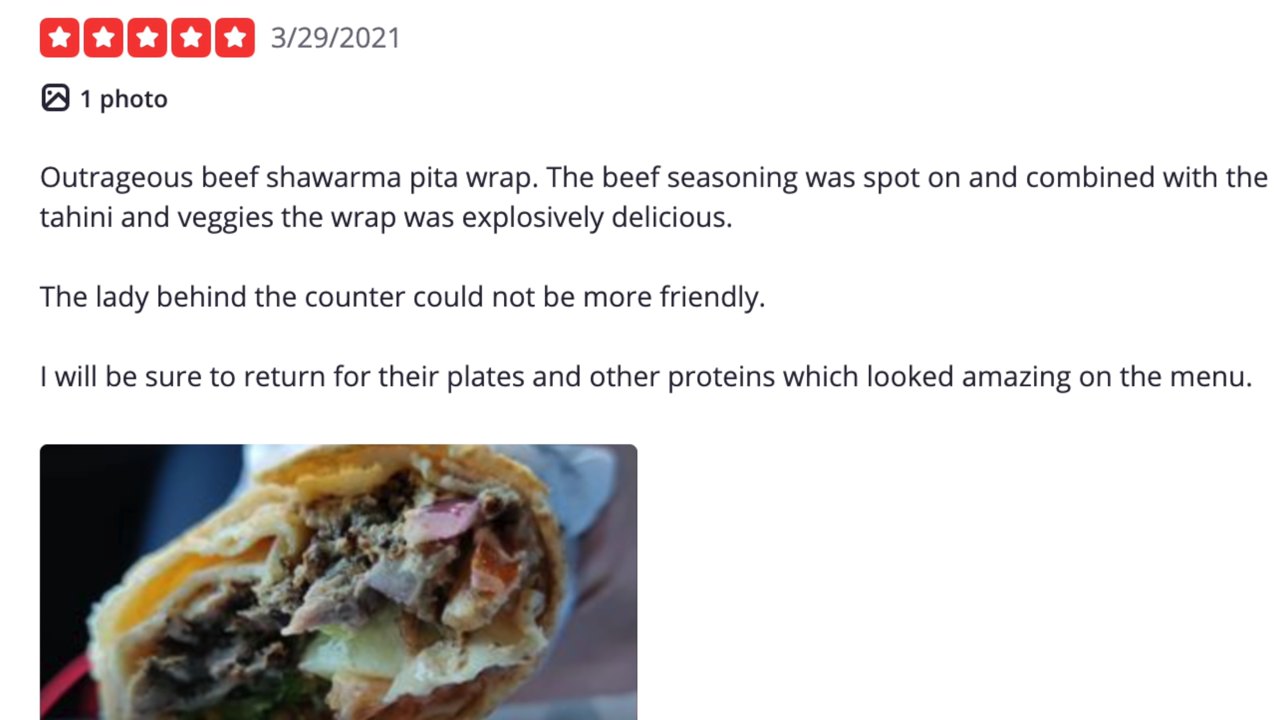 3/29/2021
1 photo
Outrageous beef shawarma pita wrap. The beef seasoning was spot on and combined with the
tahini and veggies the wrap was explosively delicious.
The lady behind the counter could not be more friendly.
I will be sure to return for their plates and other proteins which looked amazing on the menu.